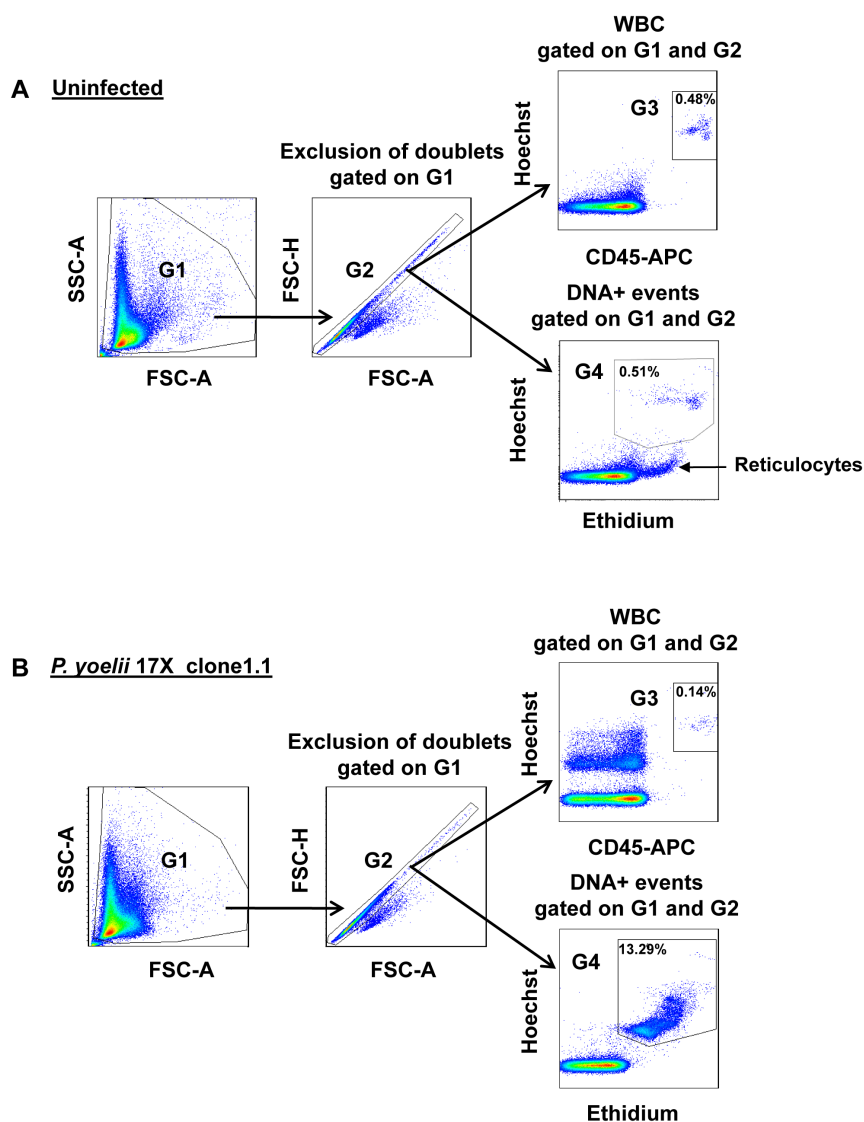 WBC
gated on G1 and G2
A Uninfected
Hoechst
G3
0.48%
CD45-APC
Exclusion of doublets
gated on G1
SSC-A
G1
FSC-A
FSC-H
G2
FSC-A
DNA+ events
gated on G1 and G2
Hoechst
G4
0.51%
Reticulocytes
Ethidium
WBC
gated on G1 and G2
B P. yoelii 17X clone1.1
Hoechst
G3
0.14%
CD45-APC
Exclusion of doublets
gated on G1
SSC-A
G1
FSC-A
FSC-H
G2
FSC-A
DNA+ events
gated on G1 and G2
Hoechst
G4
13.29%
Ethidium